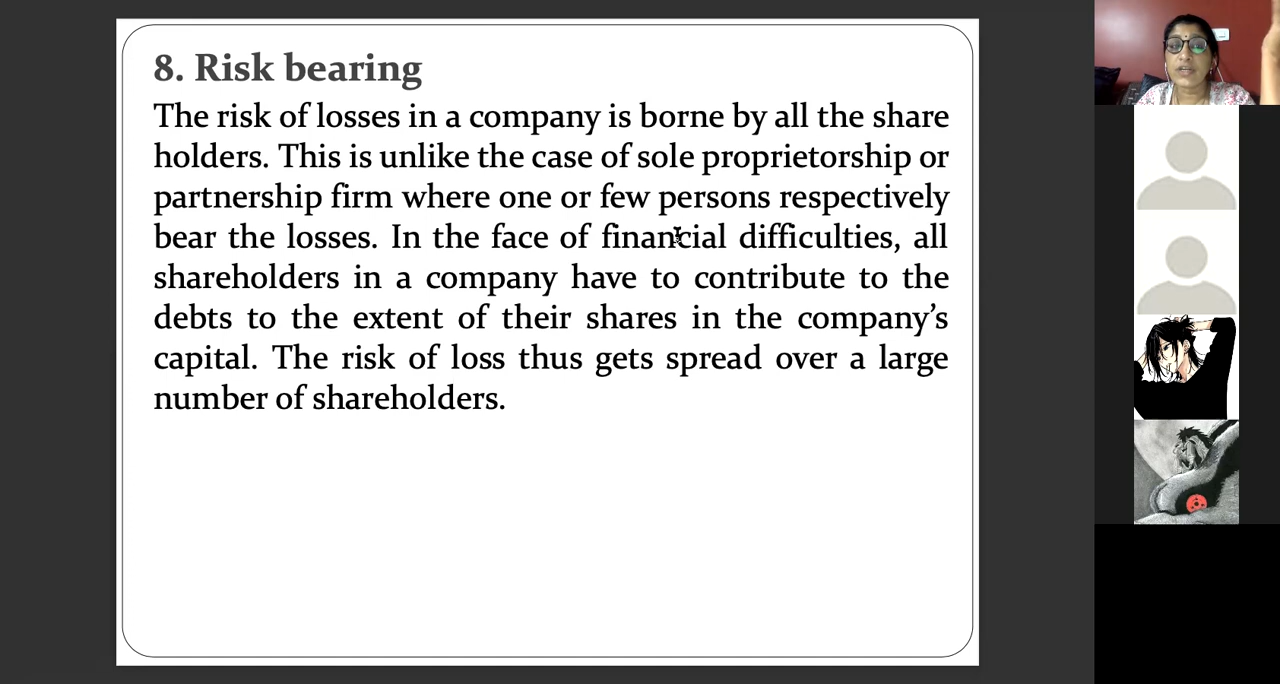 8. Risk bearing
The risk of losses in a company is borne by all the share
holders. This is unlike the case of sole proprietorship or
partnership firm where one or few persons respectively
bear the losses. In the face of financial difficulties, all
shareholders in a company have to contribute to the
debts to the extent of their shares in the company’s
capital. The risk of loss thus gets spread over a large
number of shareholders.